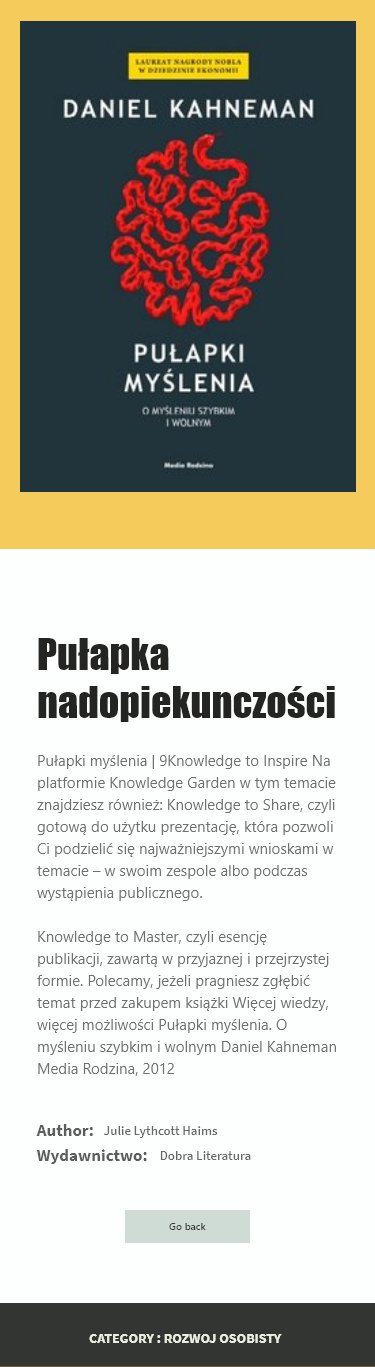 LAUREAT NAGRODY NOBLA
W DZIEDZINIE EKONOMII
DANIEL KAHNEMAN
PUŁAPKI
MYŚLENIA
O MYŚLENIU SZYBKIM
I WOLNYM
Media Rodzina
Pułapka
nadopiekunczości
Pułapki myślenia | 9Knowledge to Inspire Na
platformie Knowledge Garden w tym temacie
znajdziesz również: Knowledge to Share, czyli
gotową do użytku prezentację, która pozwoli
Ci podzielić się najważniejszymi wnioskami w
temacie – w swoim zespole albo podczas
wystąpienia publicznego.
Knowledge to Master, czyli esencję
publikacji, zawartą w przyjaznej i przejrzystej
formie. Polecamy, jeżeli pragniesz zgłębić
temat przed zakupem książki Więcej wiedzy,
więcej możliwości Pułapki myślenia. O
myśleniu szybkim i wolnym Daniel Kahneman
Media Rodzina, 2012
Author: Julie Lythcott Haims
Wydawnictwo: Dobra Literatura
Go back
CATEGORY : ROZWOJ OSOBISTY